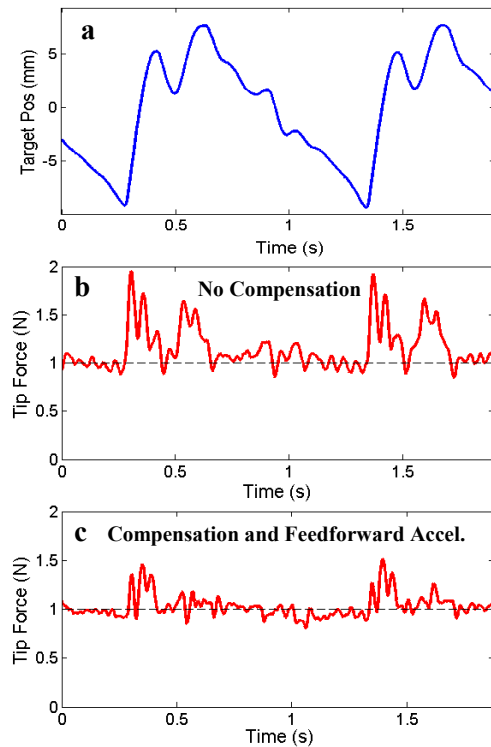 a
Target Pos (mm)
5
0
-5
0 0.5 1 1.5
Time (s)
b No Compensation
Tip Force (N)
2
1.5
1
0.5
0
0 0.5 1 1.5
Time (s)
c Compensation and Feedforward Accel.
Tip Force (N)
2
1.5
1
0.5
0
0 0.5 1 1.5
Time (s)